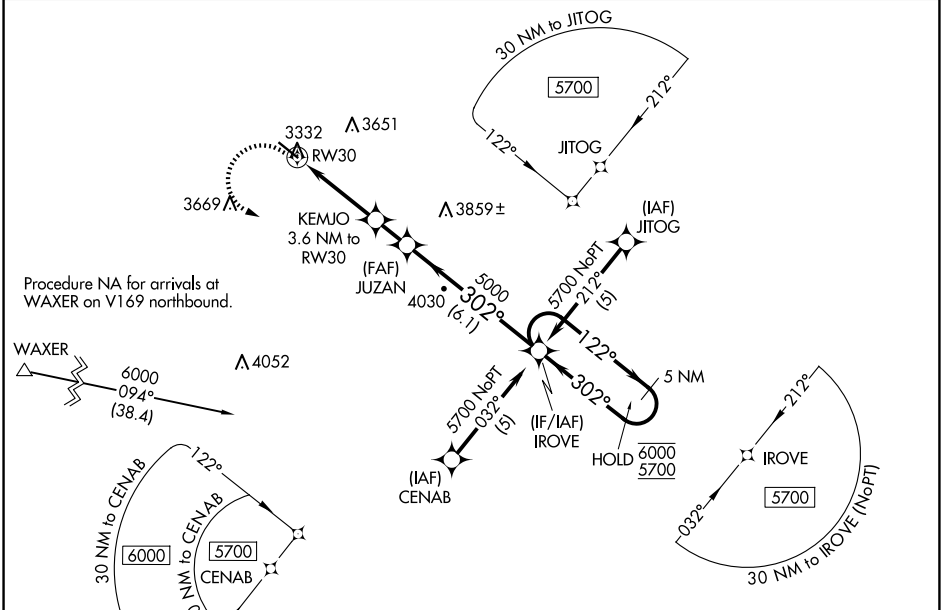 30 NM to JITOG
5700
212°
122°
JITOG
3332
3651
RW30
3669
3859±
KEMJO
3.6 NM to
RW30
(IAF)
JITOG
(FAF)
JUZAN
5000
302°
(6.1)
4030
5700 NoPT
212°
(5)
Procedure NA for arrivals at
WAXER on V169 northbound.
WAXER
6000
094°
(38.4)
4052
122°
302°
5 NM
5700 NoPT
032°
(5)
(IF/IAF)
IROVE
HOLD
6000
5700
(IAF)
CENAB
212°
IROVE
5700
032°
30 NM to IROVE (NoPT)
122°
30 NM to CENAB
6000
NM to CENAB
5700
CENAB